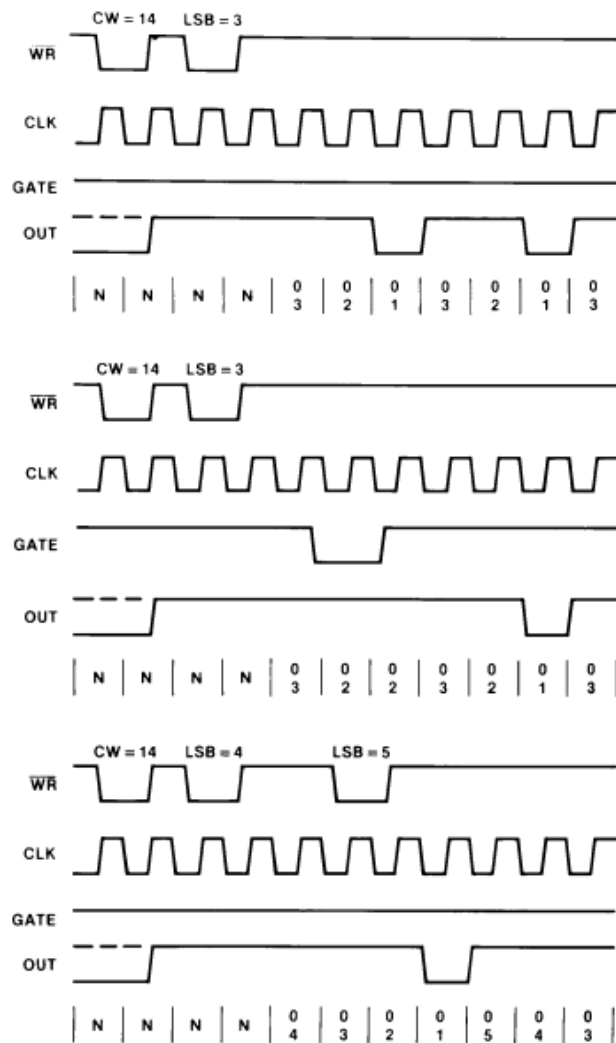 CW = 14 LSB = 3
WR
CLK
GATE
OUT
N N N N 0 0 0 0 0 0 0
3 2 1 3 2 1 3
CW = 14 LSB = 3
WR
CLK
GATE
OUT
N N N N 0 0 0 0 0 0 0
3 2 2 3 2 1 3
CW = 14 LSB = 4 LSB = 5
WR
CLK
GATE
OUT
N N N N 0 0 0 0 0 0 0
4 3 2 1 5 4 3